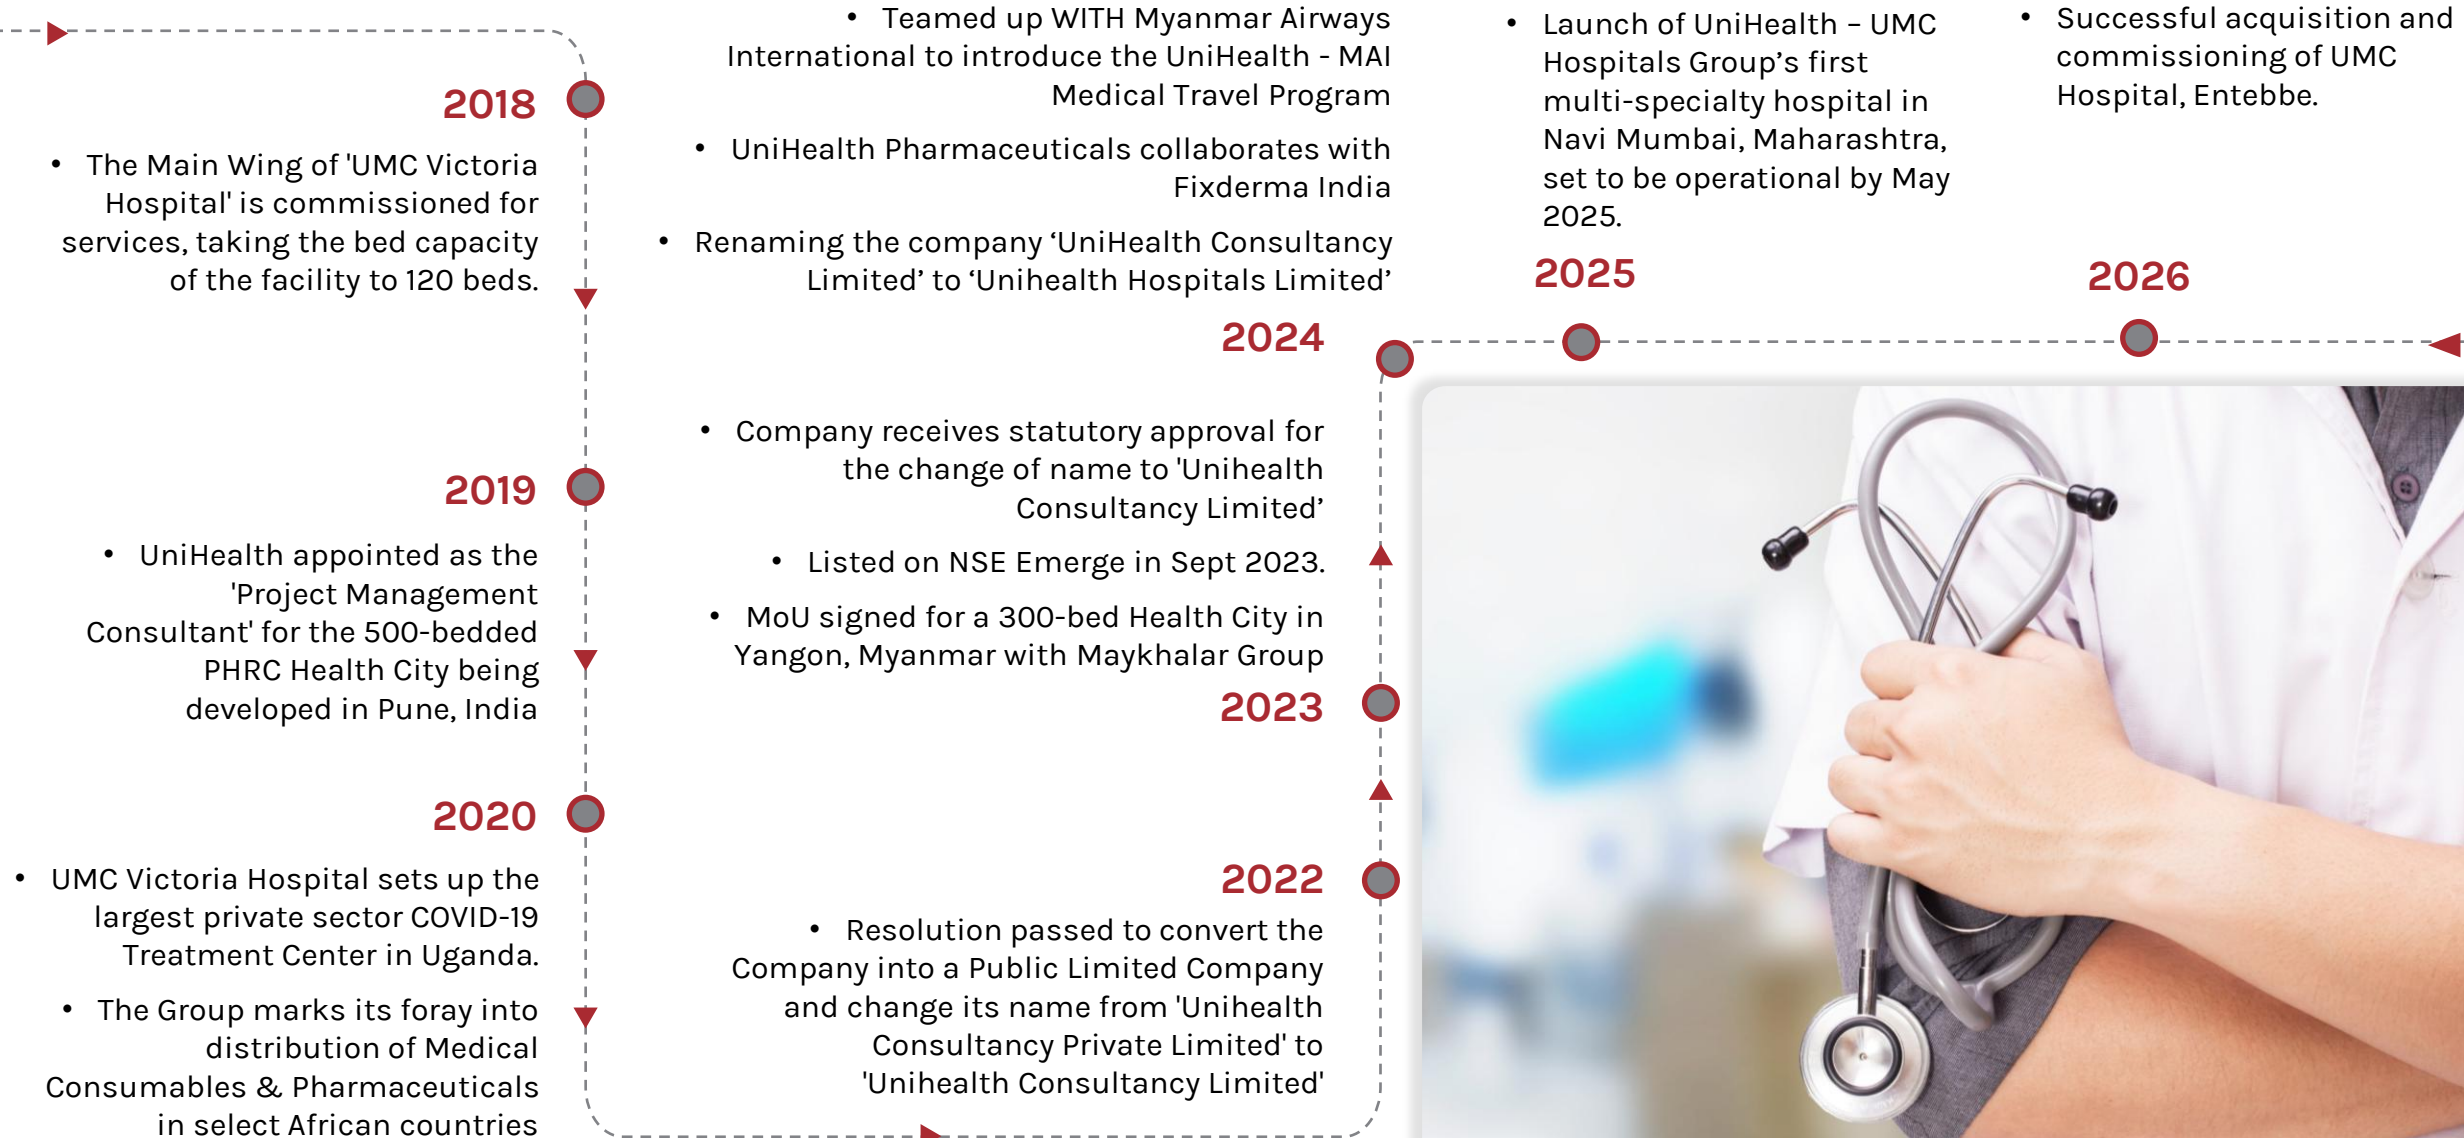 2018
• The Main Wing of 'UMC Victoria
Hospital' is commissioned for
services, taking the bed capacity
of the facility to 120 beds.
2019
• UniHealth appointed as the
'Project Management
Consultant' for the 500-bedded
PHRC Health City being
developed in Pune, India
2020
• UMC Victoria Hospital sets up the
largest private sector COVID-19
Treatment Center in Uganda.
• The Group marks its foray into
distribution of Medical
Consumables & Pharmaceuticals
in select African countries
• Teamed up WITH Myanmar Airways
International to introduce the UniHealth - MAI
Medical Travel Program
• UniHealth Pharmaceuticals collaborates with
Fixderma India
• Renaming the company ‘UniHealth Consultancy
Limited’ to ‘Unihealth Hospitals Limited’
2024
• Company receives statutory approval for
the change of name to 'Unihealth
Consultancy Limited’
• Listed on NSE Emerge in Sept 2023.
• MoU signed for a 300-bed Health City in
Yangon, Myanmar with Maykhalar Group
2023
2022
• Resolution passed to convert the
Company into a Public Limited Company
and change its name from 'Unihealth
Consultancy Private Limited' to
'Unihealth Consultancy Limited'
• Launch of UniHealth – UMC
Hospitals Group’s first
multi-specialty hospital in
Navi Mumbai, Maharashtra,
set to be operational by May
2025.
2025
• Successful acquisition and
commissioning of UMC
Hospital, Entebbe.
2026